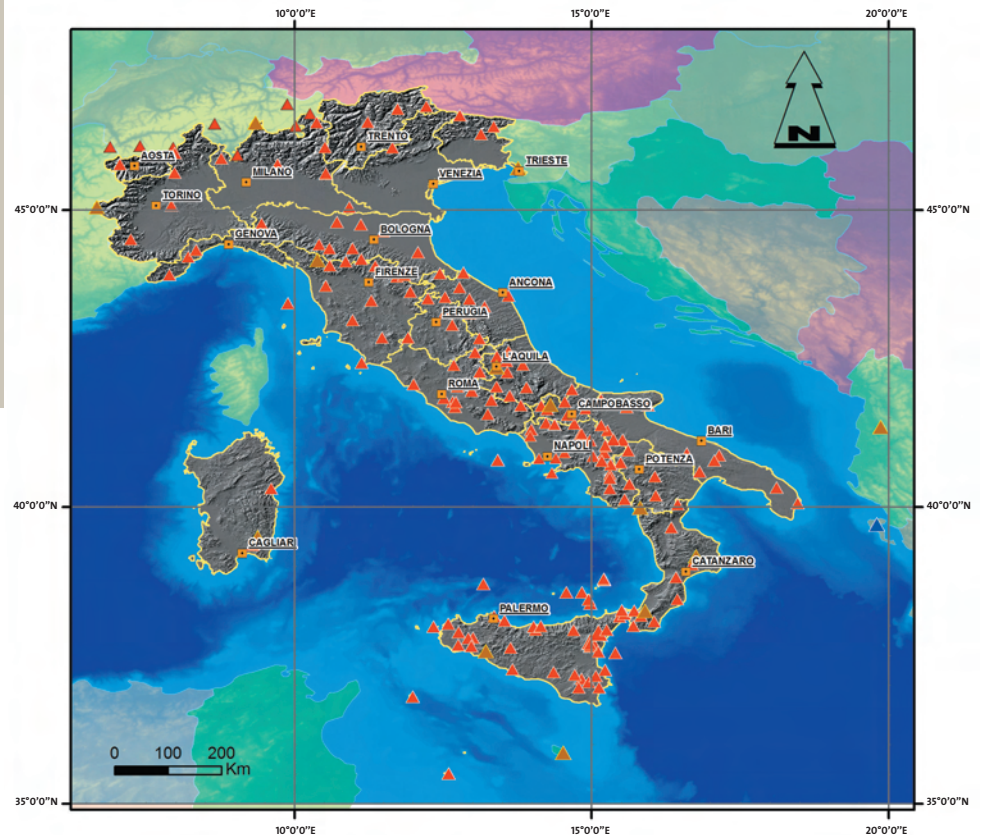 10°0'0"E 15°0'0"E 20°0'0"E
N
TRENTO
AOSTA
TRIESTE
MILANO
VENEZIA
TORINO
45°0'0"N 45°0'0"N
BOLOGNA
GENOVA
FIRENZE
ANCONA
PERUGIA
L'AQUILA
ROMA
CAMPOBASSO
BARI
NAPOLI
POTENZA
40°0'0"N 40°0'0"N
CAGLIARI
CATANZARO
PALERMO
0 100 200
Km
35°0'0"N 35°0'0"N
10°0'0"E 15°0'0"E 20°0'0"E